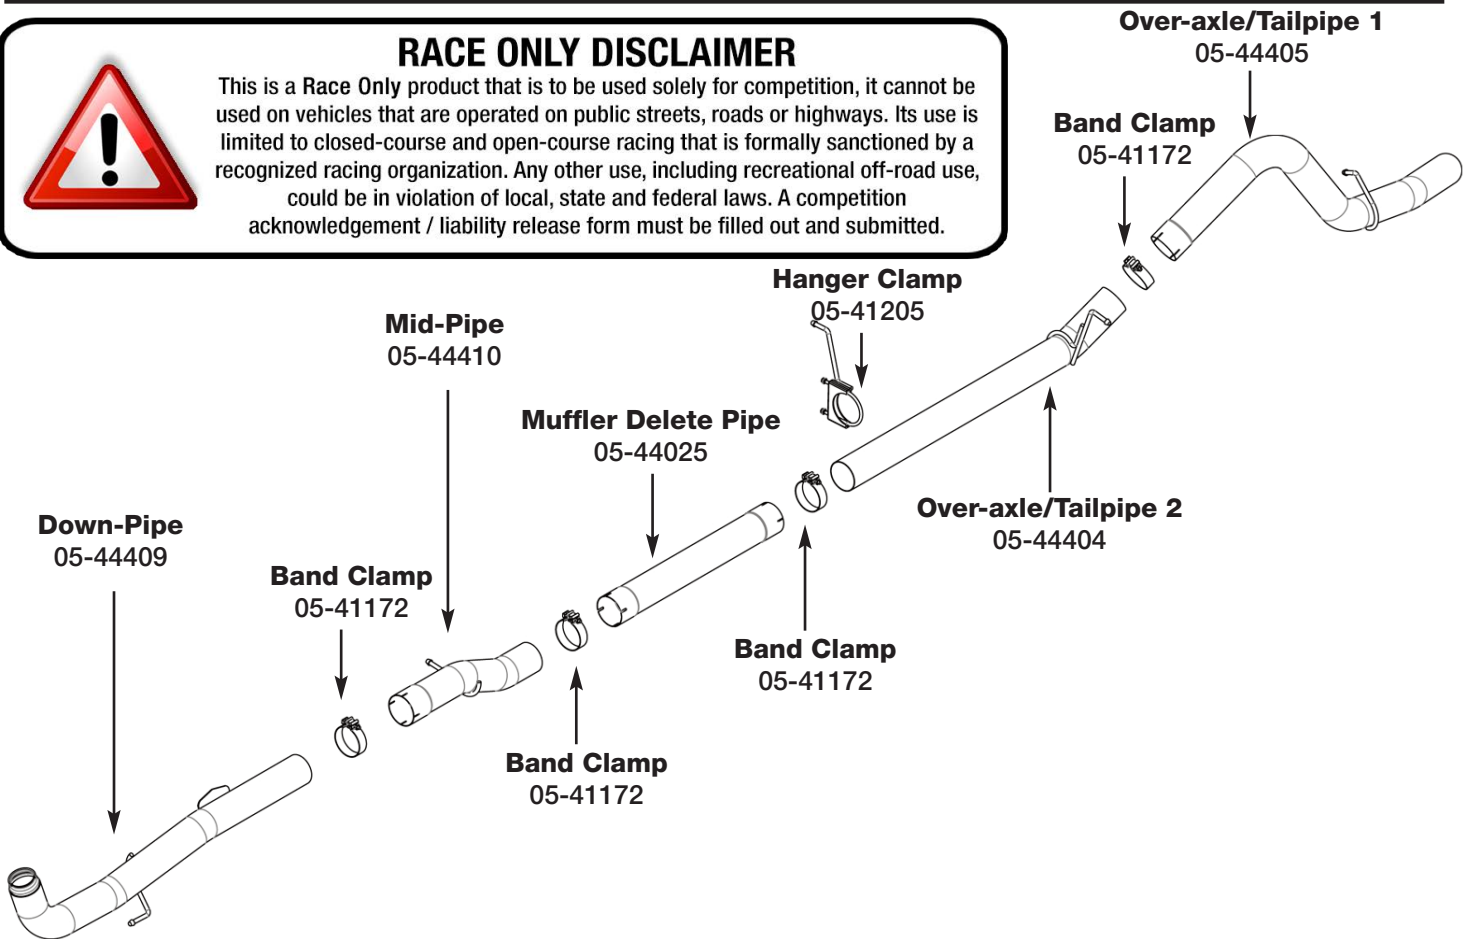 RACE ONLY DISCLAIMER
This is a Race Only product that is to be used solely for competition, it cannot be
used on vehicles that are operated on public streets, roads or highways. Its use is
limited to closed-course and open-course racing that is formally sanctioned by a
recognized racing organization. Any other use, including recreational off-road use,
could be in violation of local, state and federal laws. A competition
acknowledgement / liability release form must be filled out and submitted.
Over-axle/Tailpipe 1
05-44405
Band Clamp
05-41172
Hanger Clamp
05-41205
Mid-Pipe
05-44410
Muffler Delete Pipe
05-44025
Over-axle/Tailpipe 2
05-44404
Down-Pipe
05-44409
Band Clamp
05-41172
Band Clamp
05-41172
Band Clamp
05-41172